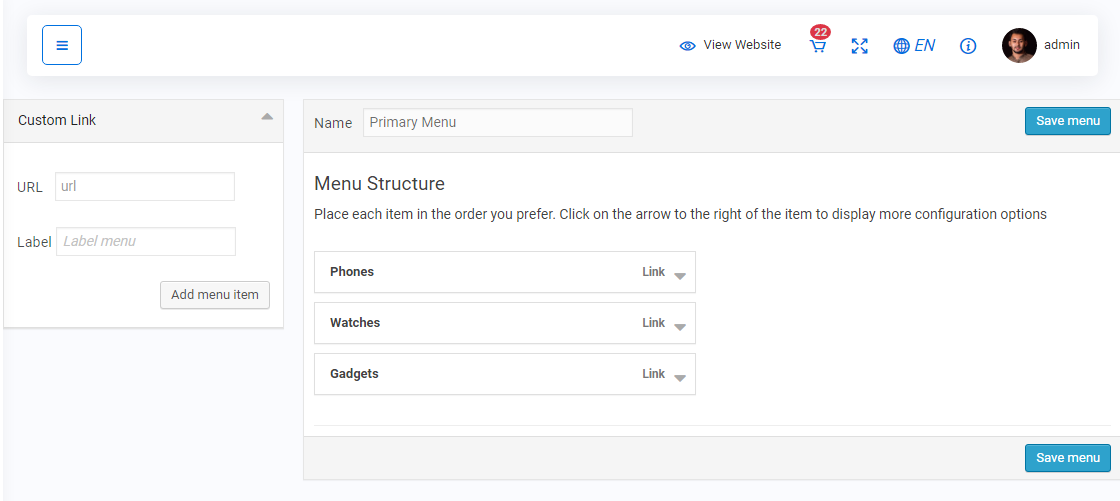 View Website
22
EN
admin
Custom Link
URL
url
Label
Label menu
Add menu item
Name
Primary Menu
Save menu
Menu Structure
Place each item in the order you prefer. Click on the arrow to the right of the item to display more configuration options
Phones Link
Watches Link
Gadgets Link
Save menu